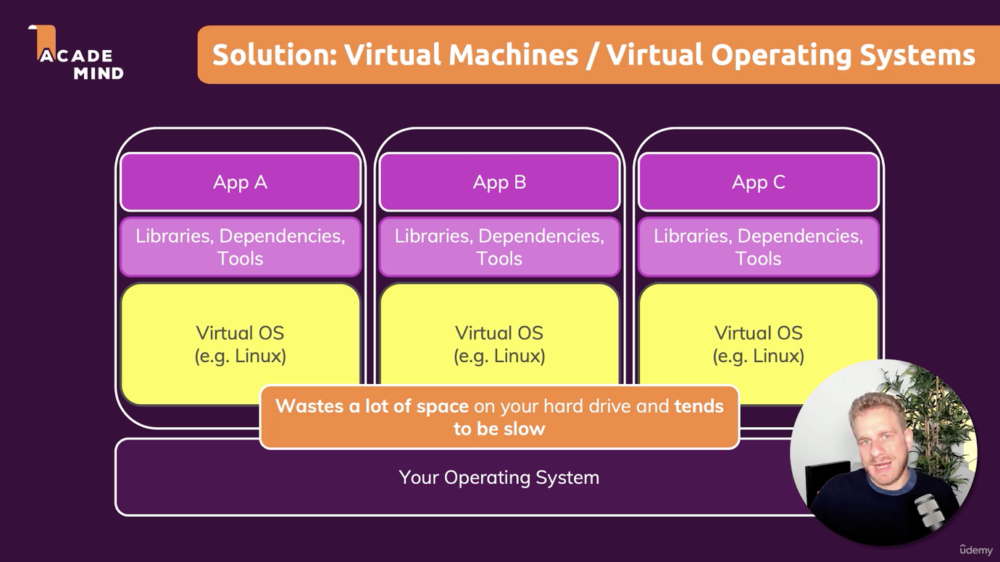 ACADE
MIND
Solution: Virtual Machines / Virtual Operating Systems
App A
App B
App C
Libraries, Dependencies,
Tools
Libraries, Dependencies,
Tools
Libraries, Dependencies,
Tools
Virtual OS
(e.g. Linux)
Virtual OS
(e.g. Linux)
Virtual OS
(e.g. Linux)
Wastes a lot of space on your hard drive and tends
to be slow
Your Operating System
udemy